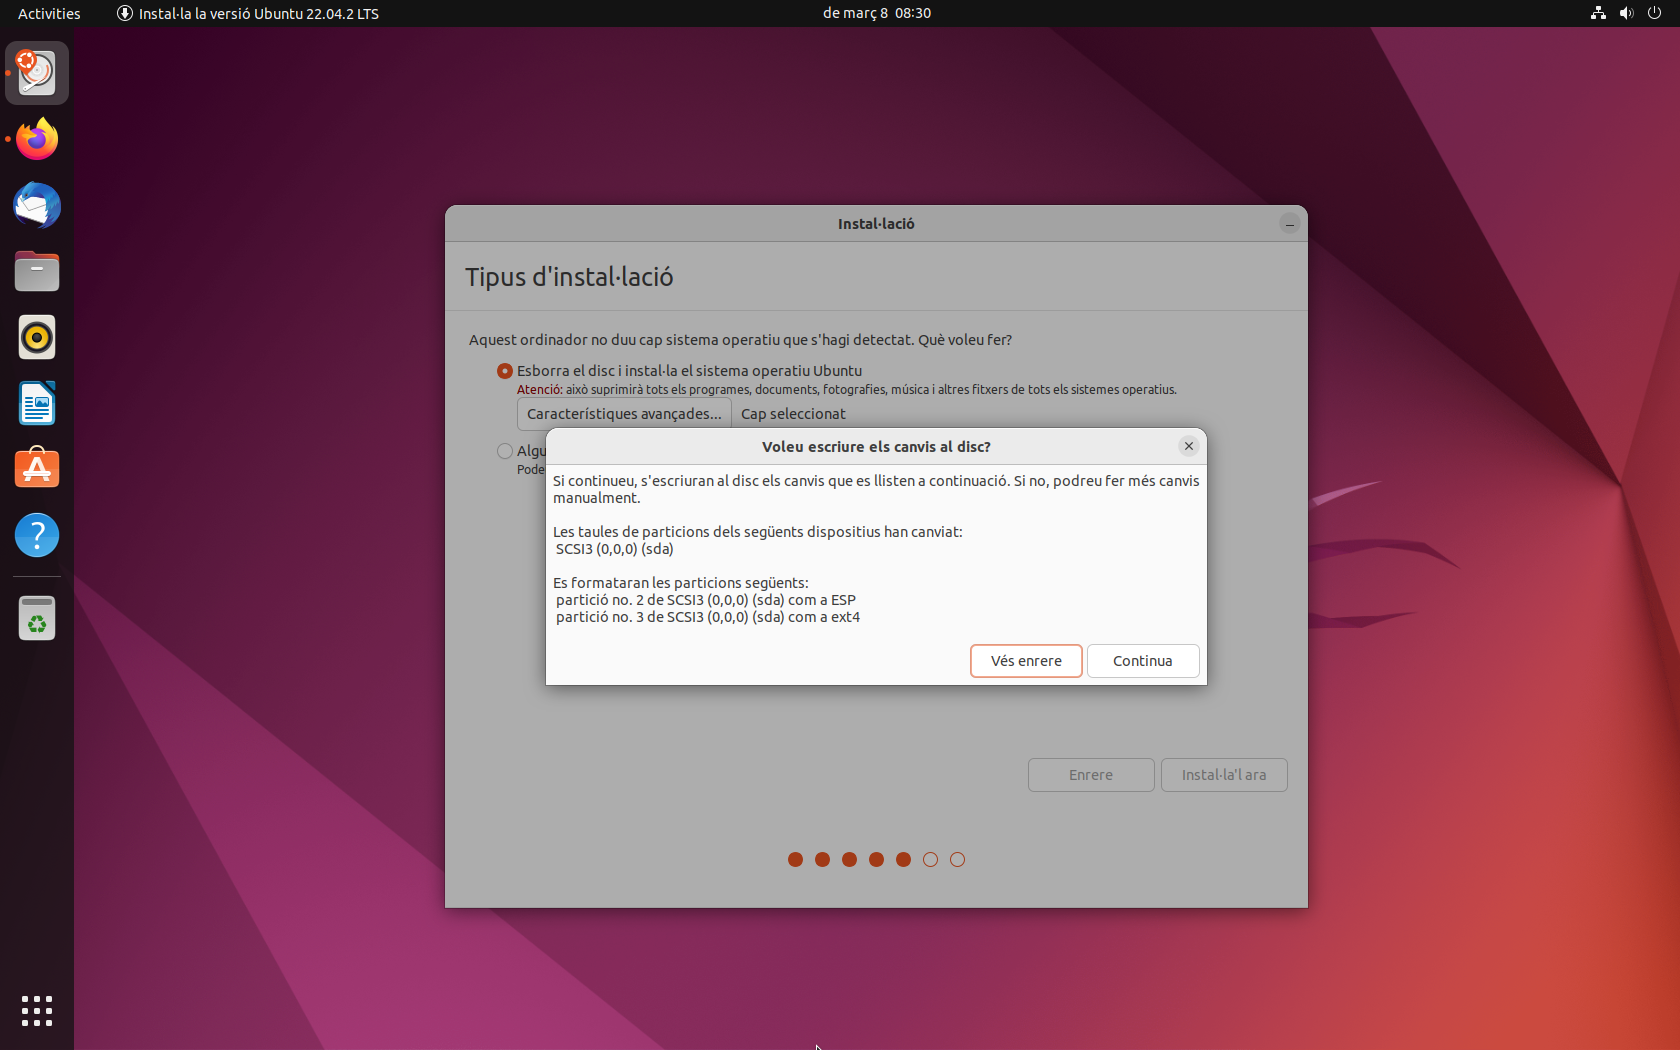 Activities
Instal·la la versió Ubuntu 22.04.2 LTS
de març 8 08:30
Instal·lació
Tipus d'instal·lació
Aquest ordinador no duu cap sistema operatiu que s'hagi detectat. Què voleu fer?
Esborra el disc i instal·la el sistema operatiu Ubuntu
Atenció: això suprimirà tots els programes, documents, fotografies, música i altres fitxers de tots els sistemes operatius.
Característiques avançades... Cap seleccionat
Algu
Pode
Voleu escriure els canvis al disc?
Si continueu, s'escriuran al disc els canvis que es llisten a continuació. Si no, podreu fer més canvis
manualment.
Les taules de particions dels següents dispositius han canviat:
SCSI3 (0,0,0) (sda)
Es formataran les particions següents:
partició no. 2 de SCSI3 (0,0,0) (sda) com a ESP
partició no. 3 de SCSI3 (0,0,0) (sda) com a ext4
Vés enrere Continua
Enrere Instal·la'l ara